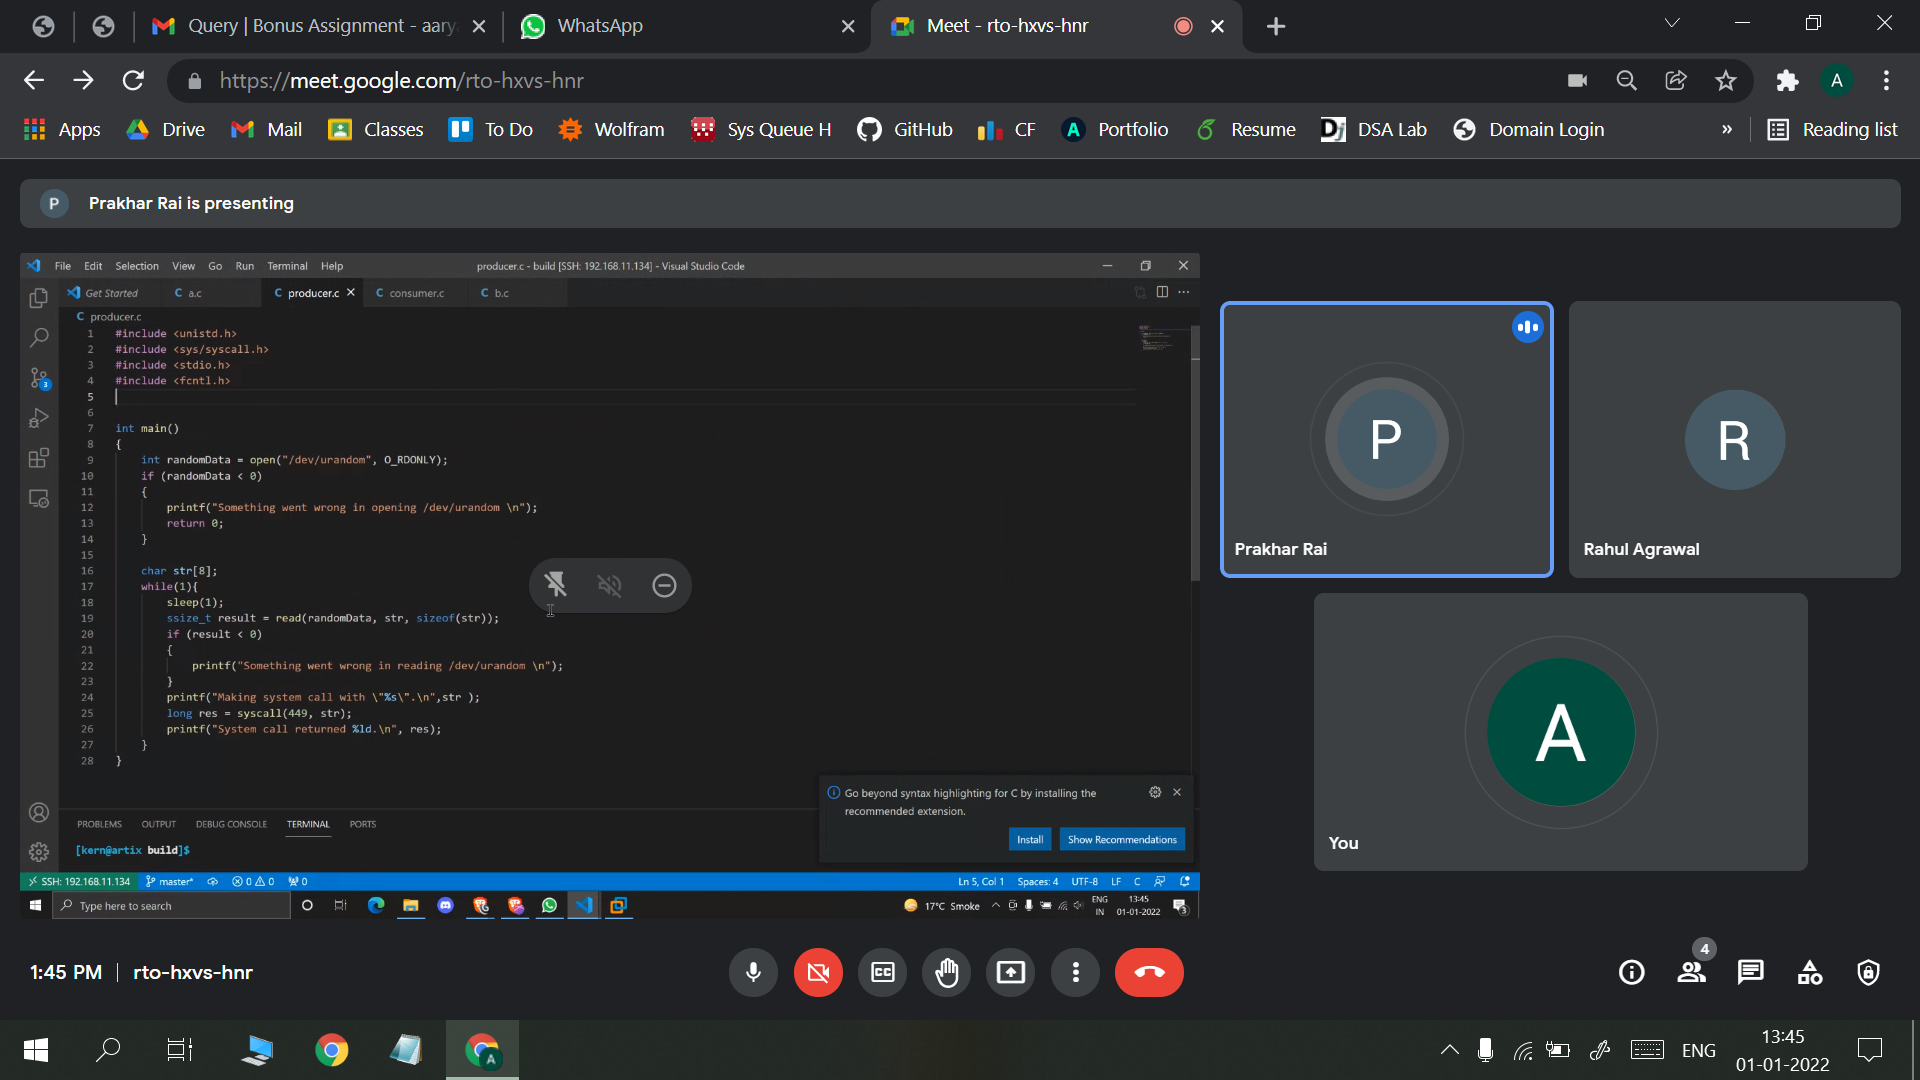 Query | Bonus Assignment - aary
WhatsApp
Meet - rto-hxvs-hnr
https://meet.google.com/rto-hxvs-hnr
A
Apps
Drive
Mail
Classes
To Do
Wolfram
Sys Queue H
GitHub
CF
Portfolio
Resume
DSA Lab
Domain Login
»
Reading list
P
Prakhar Rai is presenting
File Edit Selection View Go Run Terminal Help
producer.c - build [SSH: 192.168.11.134] - Visual Studio Code
Get Started
C a.c
C producer.c
C consumer.c
C b.c
C producer.c
1 #include <unistd.h>
2 #include <sys/syscall.h>
3 #include <stdio.h>
4 #include <fcntl.h>
5
6
7 int main()
8 {
9 int randomData = open("/dev/urandom", O_RDONLY);
10 if (randomData < 0)
11 {
12 printf("Something went wrong in opening /dev/urandom \n");
13 return 0;
14 }
15
16 char str[8];
17 while(1){
18 sleep(1);
19 ssize_t result = read(randomData, str, sizeof(str));
20 if (result < 0)
21 {
22 printf("Something went wrong in reading /dev/urandom \n");
23 }
24 printf("Making system call with \"%s\".\n",str );
25 long res = syscall(449, str);
26 printf("System call returned %ld.\n", res);
27 }
28 }
3
Go beyond syntax highlighting for C by installing the
recommended extension.
Install
Show Recommendations
PROBLEMS OUTPUT DEBUG CONSOLE TERMINAL PORTS
[kern@artix build]$
SSH: 192.168.11.134
master*
0 0
0
Ln 5, Col 1 Spaces: 4 UTF-8 LF C
Type here to search
17°C Smoke
ENG
IN
13:45
01-01-2022
3
P
Prakhar Rai
R
Rahul Agrawal
A
You
1:45 PM | rto-hxvs-hnr
CC
4
A
ENG
13:45
01-01-2022